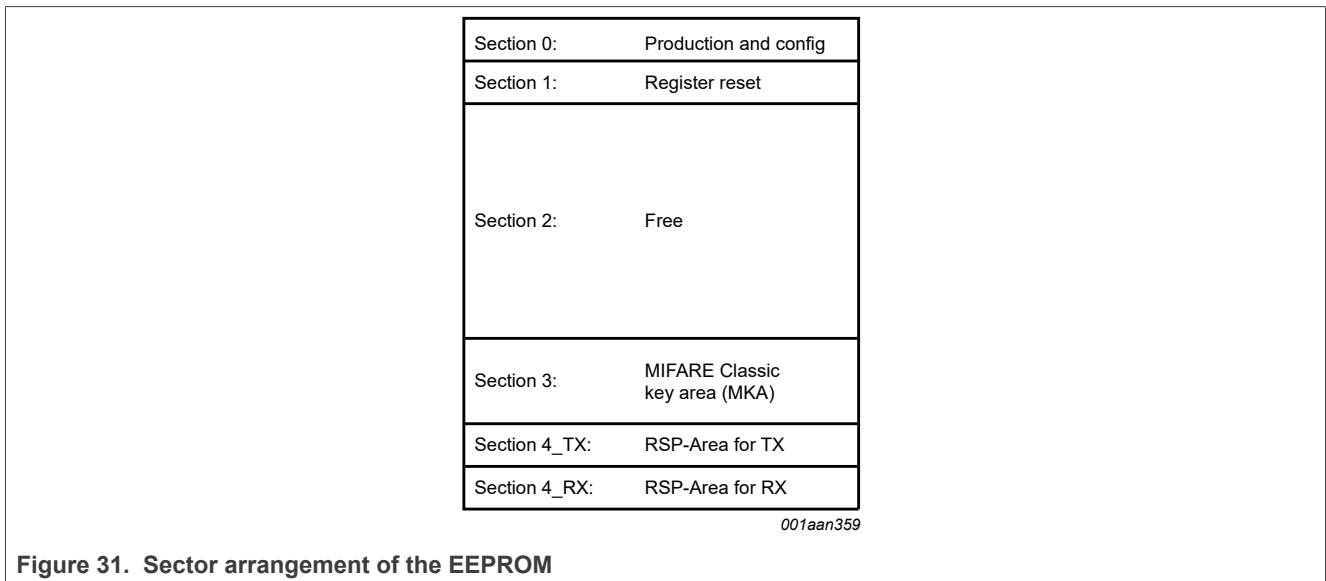 Section 0: Production and config
Section 1: Register reset
Section 2: Free
Section 3: MIFARE Classic
key area (MKA)
Section 4_TX: RSP-Area for TX
Section 4_RX: RSP-Area for RX
001aan359
Figure 31. Sector arrangement of the EEPROM